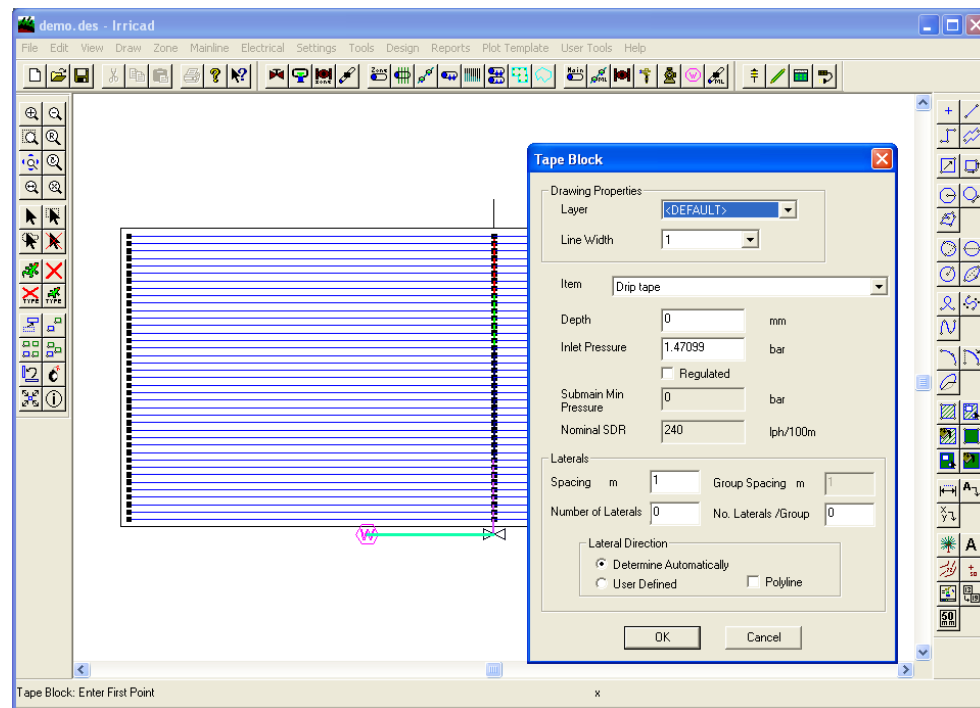 demo.des - Irricad
File Edit View Draw Zone Mainline Electrical Settings Tools Design Reports Plot Template User Tools Help
Tape Block
Drawing Properties
Layer <DEFAULT>
Line Width 1
Item Drip tape
Depth 0 mm
Inlet Pressure 1.47099 bar
Regulated
Submain Min Pressure 0 bar
Nominal SDR 240 lph/100m
Laterals
Spacing m 1 Group Spacing m 1
Number of Laterals 0 No. Laterals /Group 0
Lateral Direction
Determine Automatically
User Defined Polyline
OK Cancel
W
Tape Block: Enter First Point x